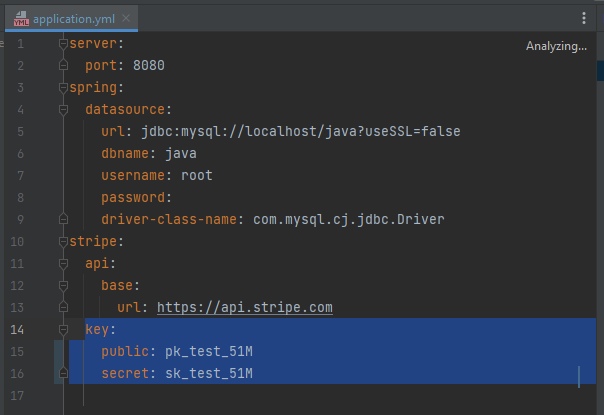 application.yml
Analyzing...
1 server:
2   port: 8080
3 spring:
4   datasource:
5     url: jdbc:mysql://localhost/java?useSSL=false
6     dbname: java
7     username: root
8     password:
9     driver-class-name: com.mysql.cj.jdbc.Driver
10 stripe:
11   api:
12     base:
13       url: https://api.stripe.com
14   key:
15     public: pk_test_51M
16     secret: sk_test_51M
17